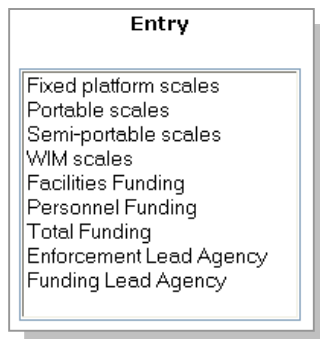 Entry
Fixed platform scales
Portable scales
Semi-portable scales
WIM scales
Facilities Funding
Personnel Funding
Total Funding
Enforcement Lead Agency
Funding Lead Agency